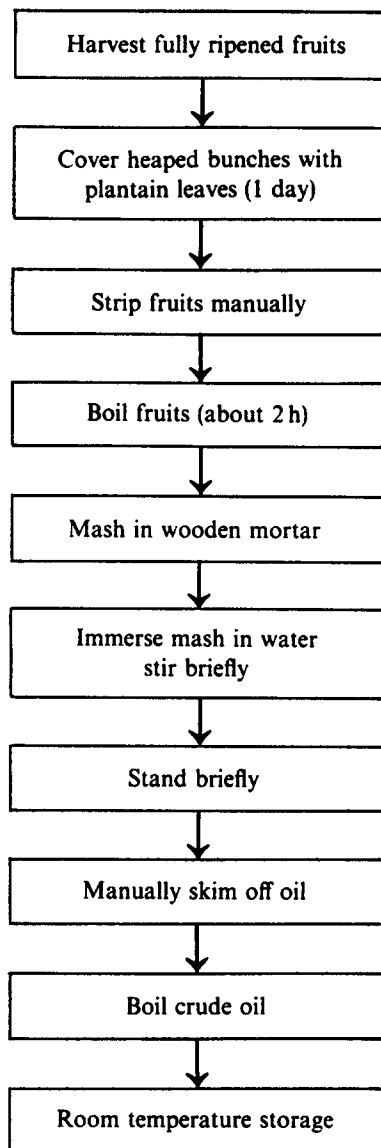 Harvest fully ripened fruits
Cover heaped bunches with
plantain leaves (1 day)
Strip fruits manually
Boil fruits (about 2 h)
Mash in wooden mortar
Immerse mash in water
stir briefly
Stand briefly
Manually skim off oil
Boil crude oil
Room temperature storage